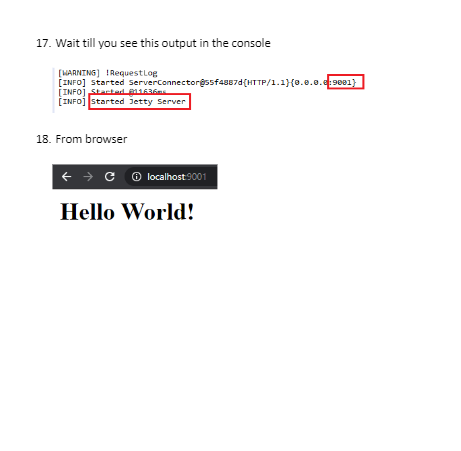 17. Wait till you see this output in the console
[WARNING] !RequestLog
[INFO] Started ServerConnector@55f4887d{HTTP/1.1}{0.0.0.0:9001}
[INFO] Started @11636ms
[INFO] Started Jetty Server
18. From browser
localhost:9001
Hello World!